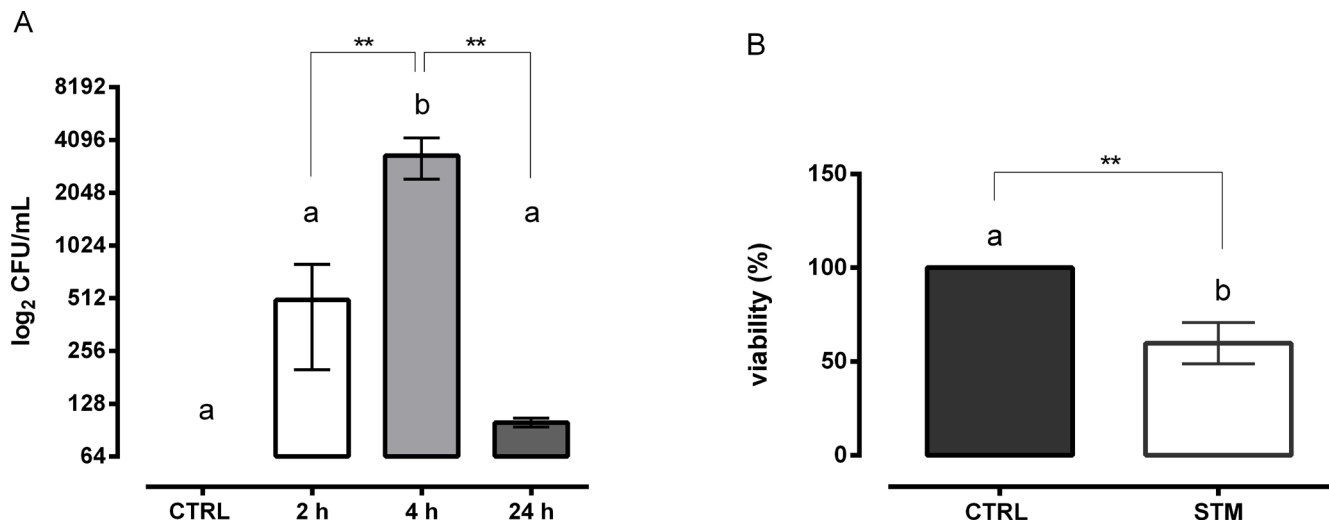 A
** **
8192
4096
2048
1024
512
256
128
64
log2 CFU/mL
a
a
b
a
CTRL 2 h 4 h 24 h
B
**
150
100
50
0
viability (%)
a
b
CTRL STM